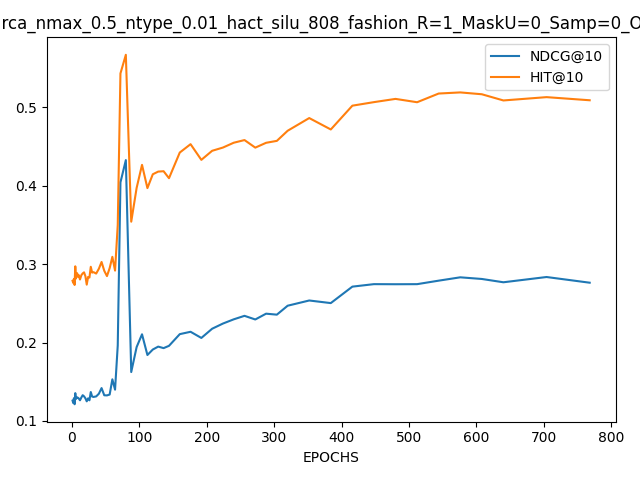 rca_nmax_0.5_ntype_0.01_hact_silu_808_fashion_R=1_MaskU=0_Samp=0_O
NDCG@10
HIT@10
0.5
0.4
0.3
0.2
0.1
0 100 200 300 400 500 600 700 800
EPOCHS